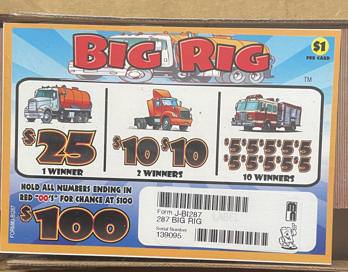 BIG RIG
$1
PER CARD
TM
$25
1 WINNER
$10 $10
2 WINNERS
$5 $5 $5 $5 $5
$5 $5 $5 $5 $5
10 WINNERS
HOLD ALL NUMBERS ENDING IN
RED "00'S" FOR CHANCE AT $100
$100
Form J-BI287
287 BIG RIG
Serial Number
139095